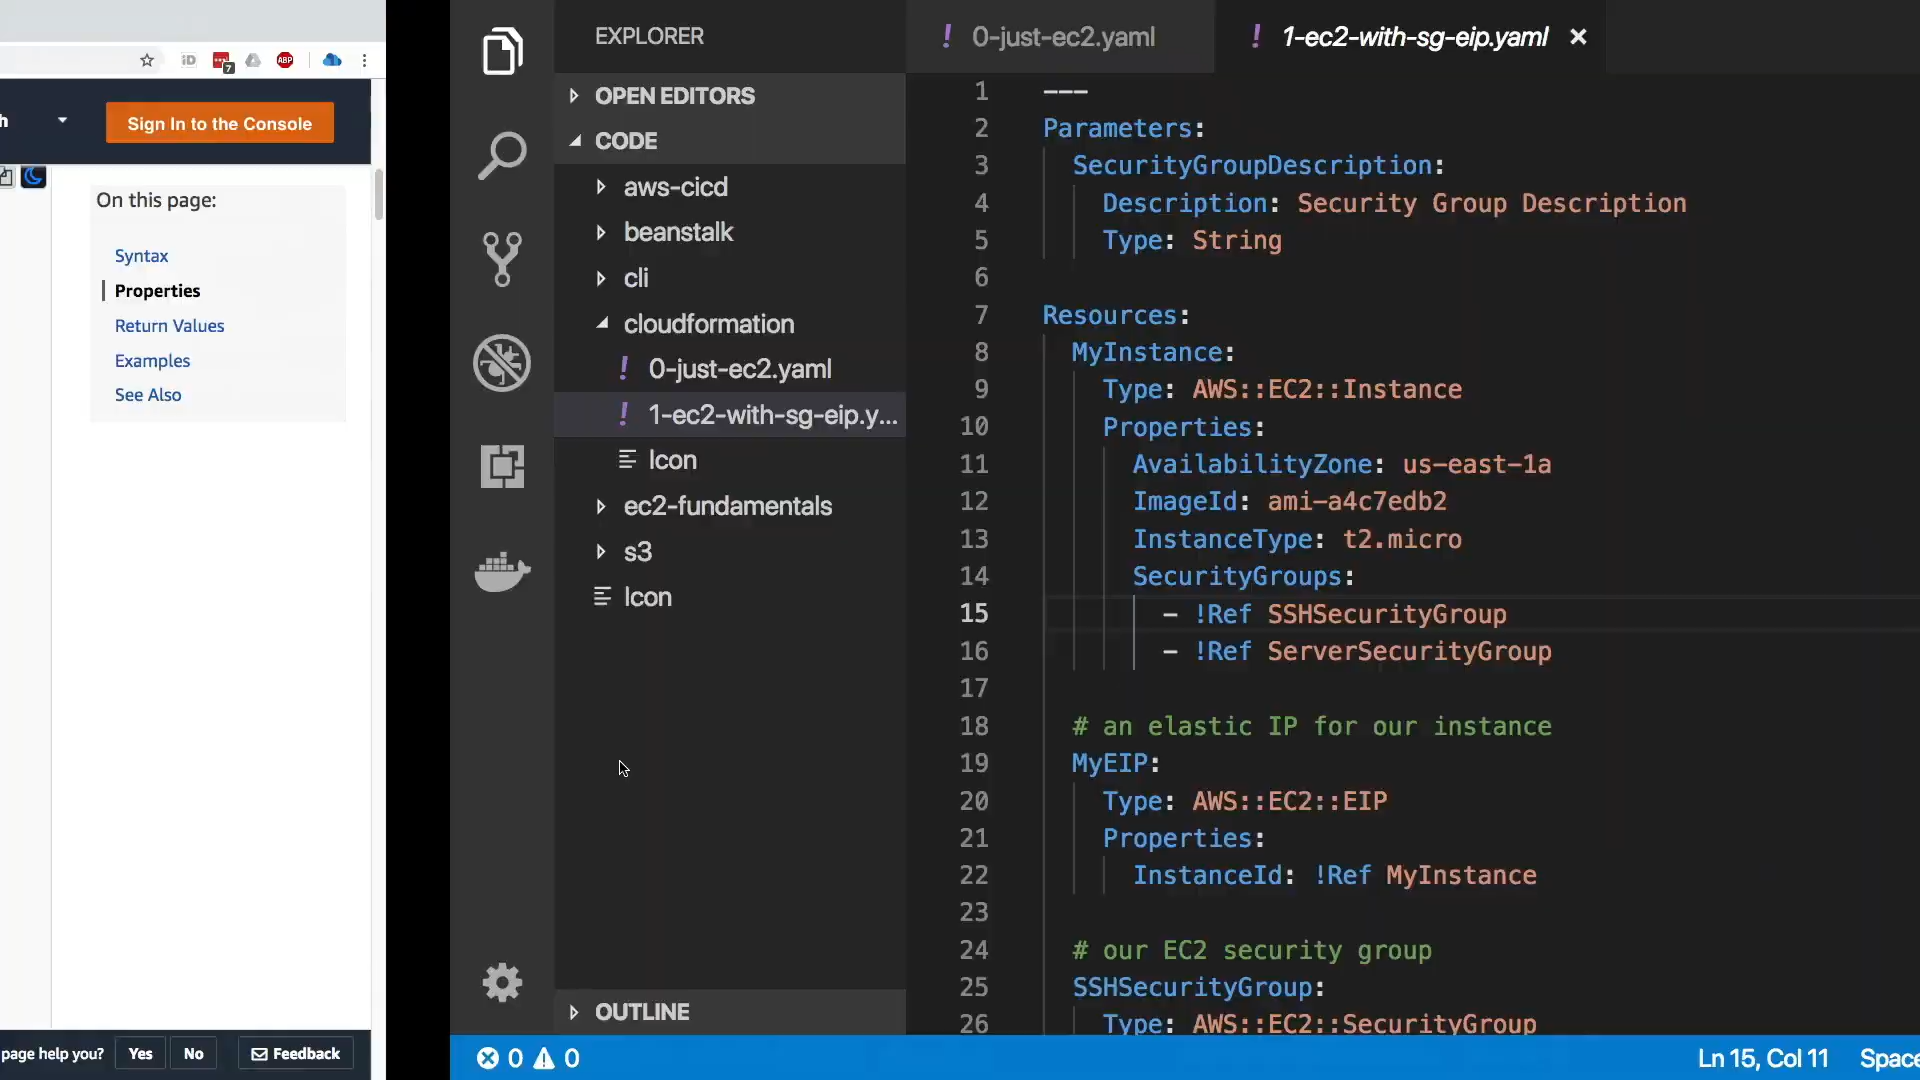 iD
7
ABP
h
Sign In to the Console
On this page:
Syntax
Properties
Return Values
Examples
See Also
page help you?
Yes
No
Feedback
EXPLORER
OPEN EDITORS
CODE
aws-cicd
beanstalk
cli
cloudformation
! 0-just-ec2.yaml
! 1-ec2-with-sg-eip.y...
Icon
ec2-fundamentals
s3
Icon
OUTLINE
! 0-just-ec2.yaml
! 1-ec2-with-sg-eip.yaml ×
1 ---
2 Parameters:
3 SecurityGroupDescription:
4 Description: Security Group Description
5 Type: String
6
7 Resources:
8 MyInstance:
9 Type: AWS::EC2::Instance
10 Properties:
11 AvailabilityZone: us-east-1a
12 ImageId: ami-a4c7edb2
13 InstanceType: t2.micro
14 SecurityGroups:
15 - !Ref SSHSecurityGroup
16 - !Ref ServerSecurityGroup
17
18 # an elastic IP for our instance
19 MyEIP:
20 Type: AWS::EC2::EIP
21 Properties:
22 InstanceId: !Ref MyInstance
23
24 # our EC2 security group
25 SSHSecurityGroup:
26 Type: AWS::EC2::SecurityGroup
0 0
Ln 15, Col 11 Space